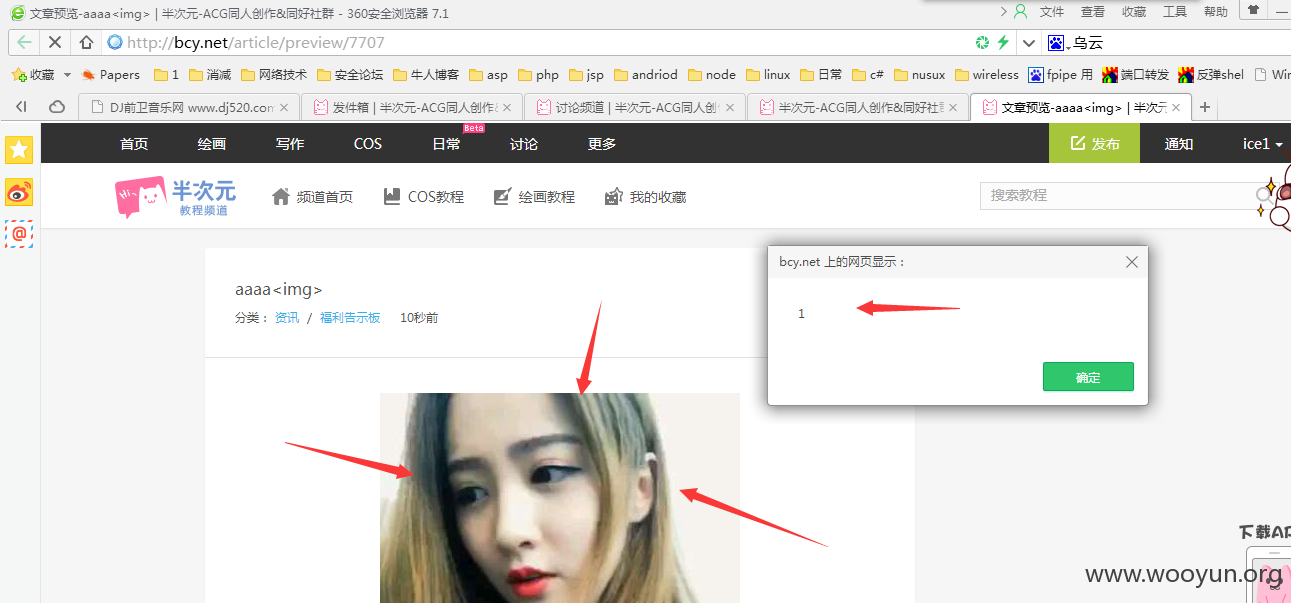 文章预览-aaaa<img> | 半次元-ACG同人创作&同好社群 - 360安全浏览器 7.1
文件 查看 收藏 工具 帮助
http://bcy.net/article/preview/7707
乌云
收藏 Papers 1 消减 网络技术 安全论坛 牛人博客 asp php jsp andriod node linux 日常 c# nusux wireless fpipe 用 端口转发 反弹shel Win
DJ前卫音乐网 www.dj520.con 发件箱 | 半次元-ACG同人创作& 讨论频道 | 半次元-ACG同人创 半次元-ACG同人创作&同好社 文章预览-aaaa<img> | 半次元
首页 绘画 写作 COS 日常 Beta 讨论 更多 发布 通知 ice1
Hi~ 半次元
教程频道
频道首页 COS教程 绘画教程 我的收藏 搜索教程
bcy.net 上的网页显示：
1
确定
aaaa<img>
分类： 资讯 / 福利告示板 10秒前
@
下载AP
www.wooyun.org